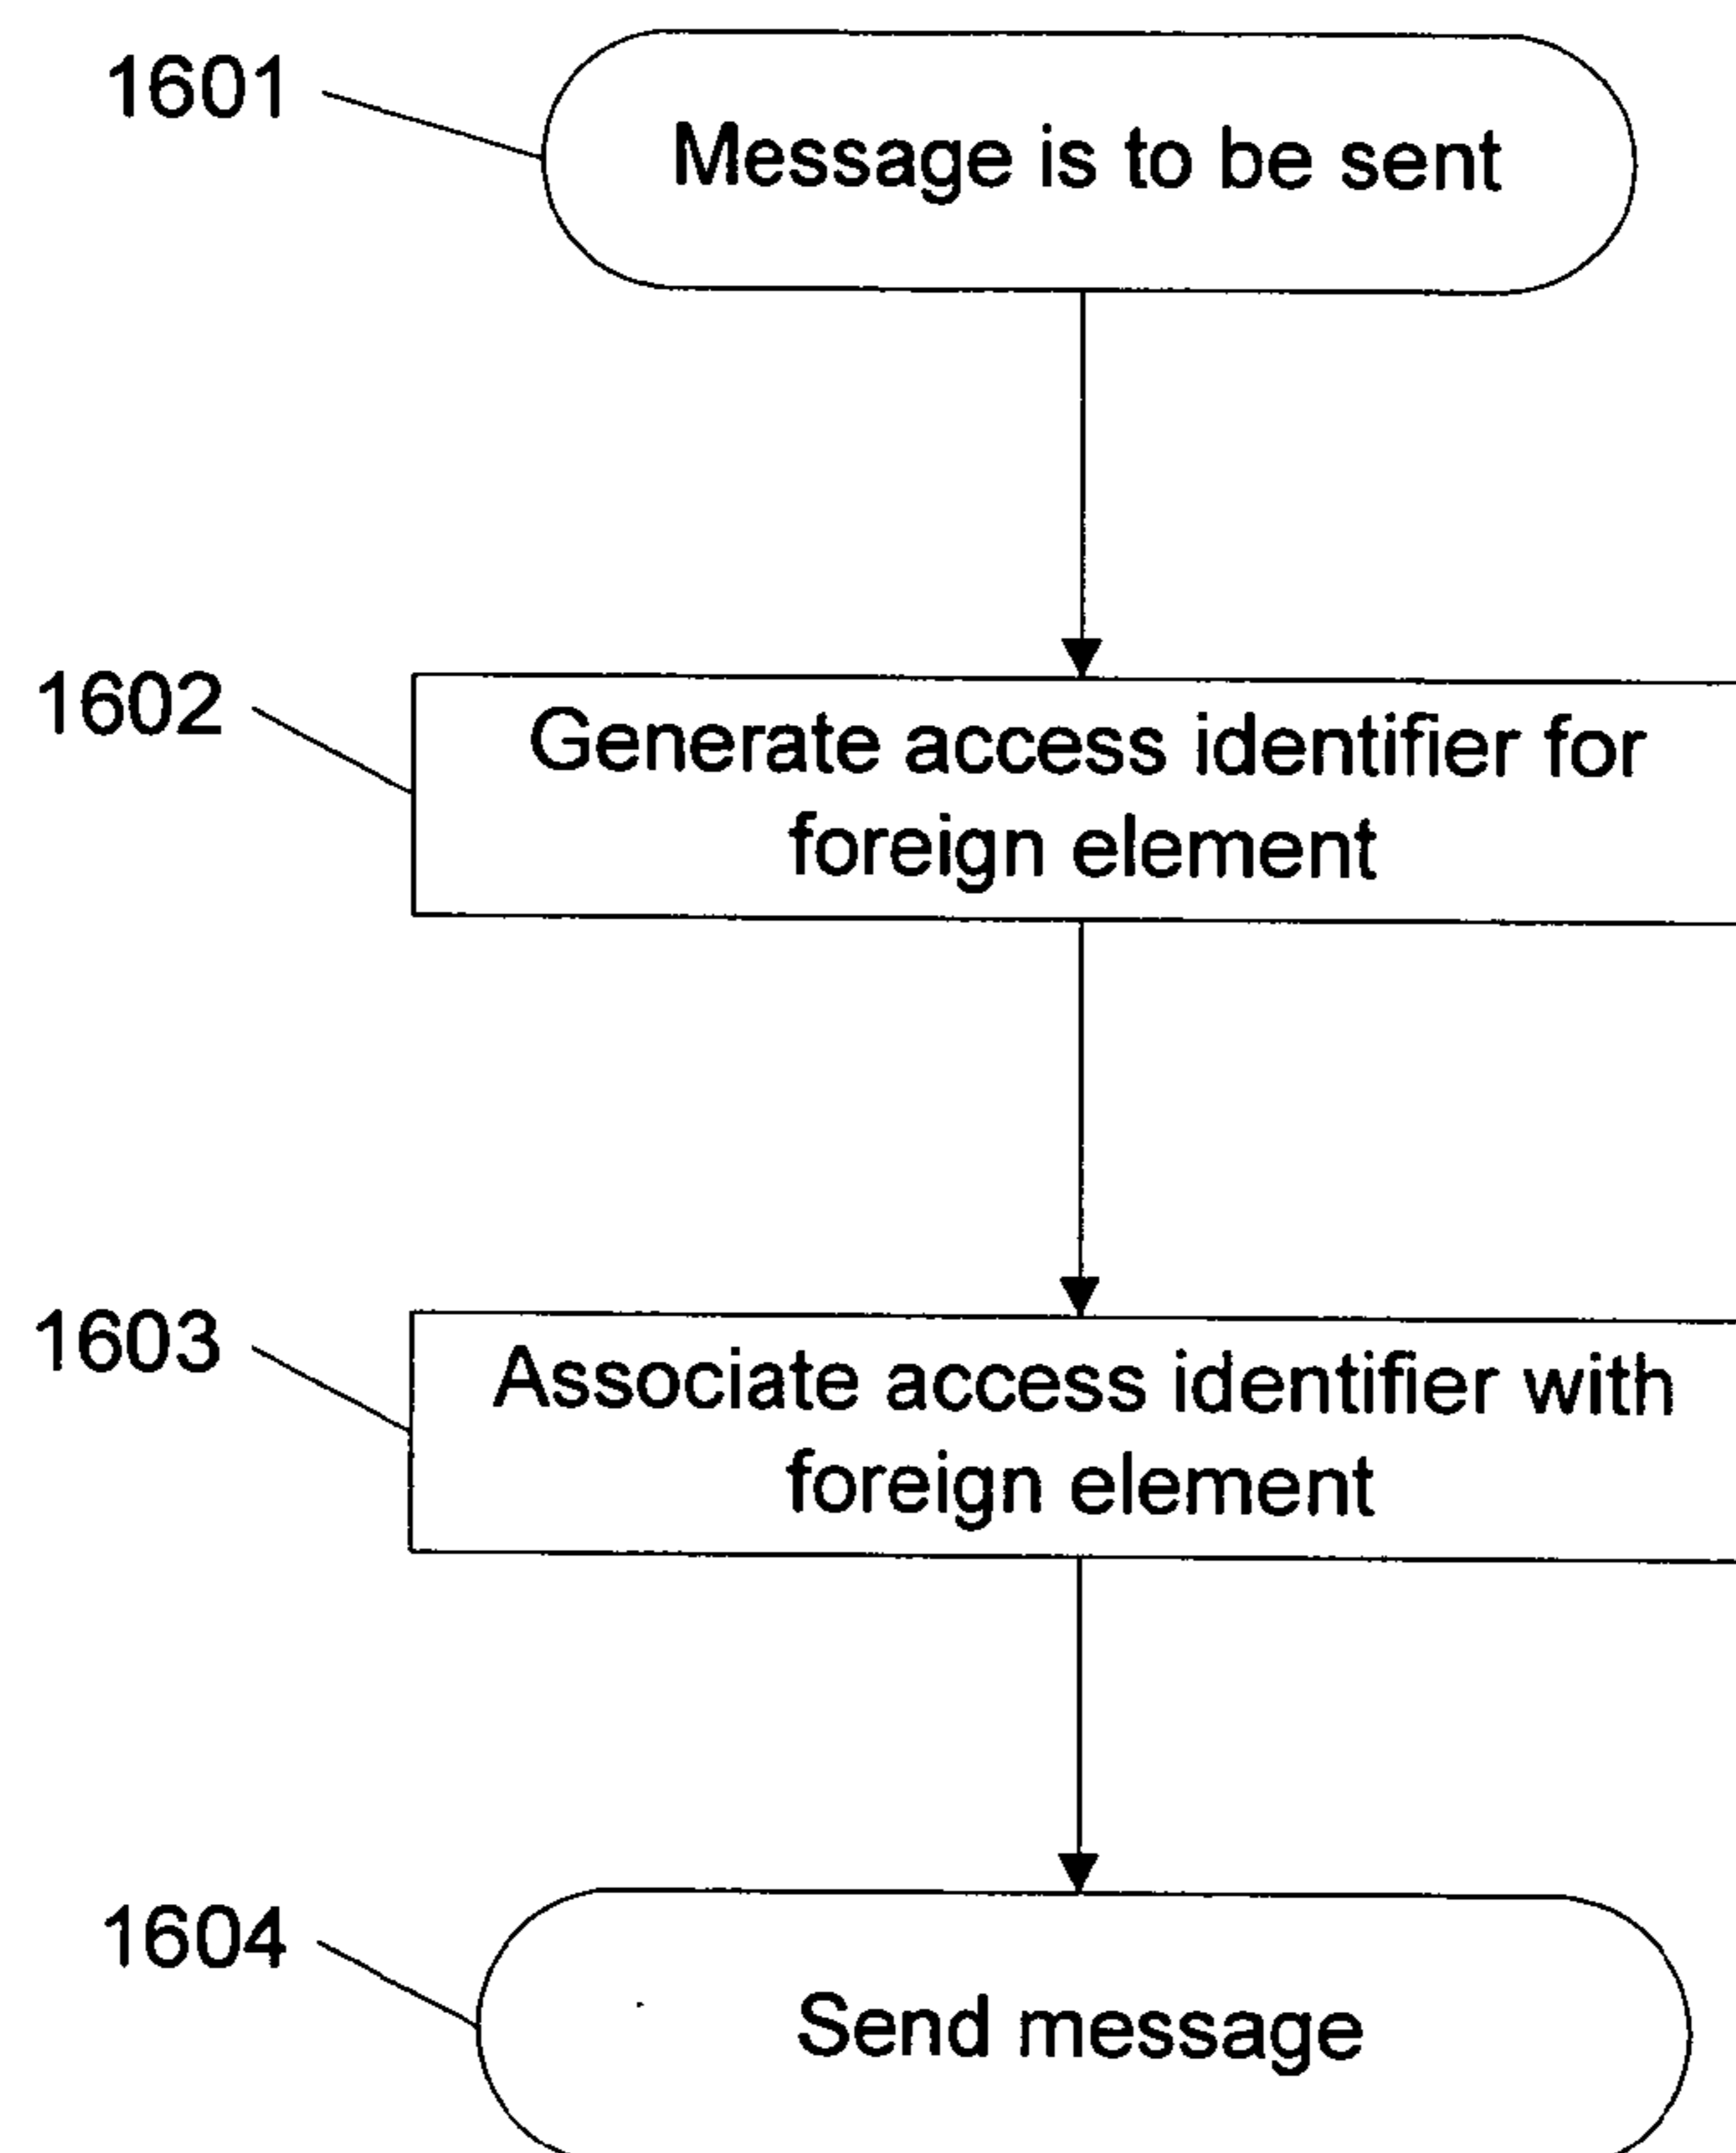 1601
Message is to be sent
1602
Generate access identifier for
foreign element
1603
Associate access identifier with
foreign element
1604
Send message